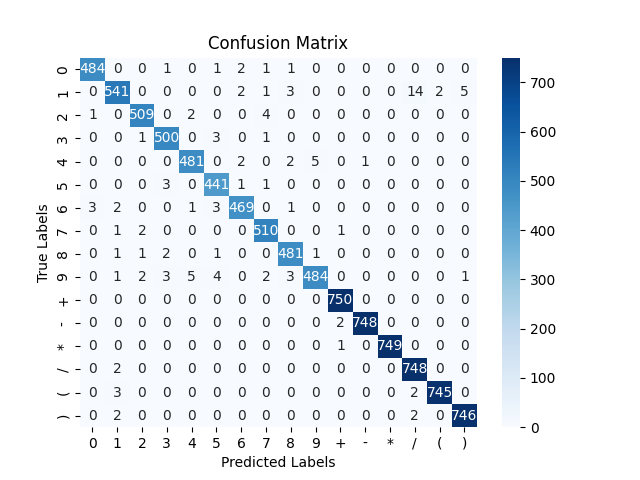 Confusion Matrix
0 484 0 0 1 0 1 2 1 1 0 0 0 0 0 0 0
1 0 541 0 0 0 0 2 1 3 0 0 0 0 14 2 5
2 1 0 509 0 2 0 0 4 0 0 0 0 0 0 0 0
3 0 0 1 500 0 3 0 1 0 0 0 0 0 0 0 0
4 0 0 0 0 481 0 2 0 2 5 0 1 0 0 0 0
5 0 0 0 3 0 441 1 1 0 0 0 0 0 0 0 0
6 3 2 0 0 1 3 469 0 1 0 0 0 0 0 0 0
7 0 1 2 0 0 0 0 510 0 0 1 0 0 0 0 0
8 0 1 1 2 0 1 0 0 481 1 0 0 0 0 0 0
9 0 1 2 3 5 4 0 2 3 484 0 0 0 0 0 1
+ 0 0 0 0 0 0 0 0 0 0 750 0 0 0 0 0
- 0 0 0 0 0 0 0 0 0 0 2 748 0 0 0 0
* 0 0 0 0 0 0 0 0 0 0 1 0 749 0 0 0
/ 0 2 0 0 0 0 0 0 0 0 0 0 0 748 0 0
( 0 3 0 0 0 0 0 0 0 0 0 0 0 2 745 0
) 0 2 0 0 0 0 0 0 0 0 0 0 0 2 0 746
0 1 2 3 4 5 6 7 8 9 + - * / ( )
Predicted Labels
True Labels
700
600
500
400
300
200
100
0